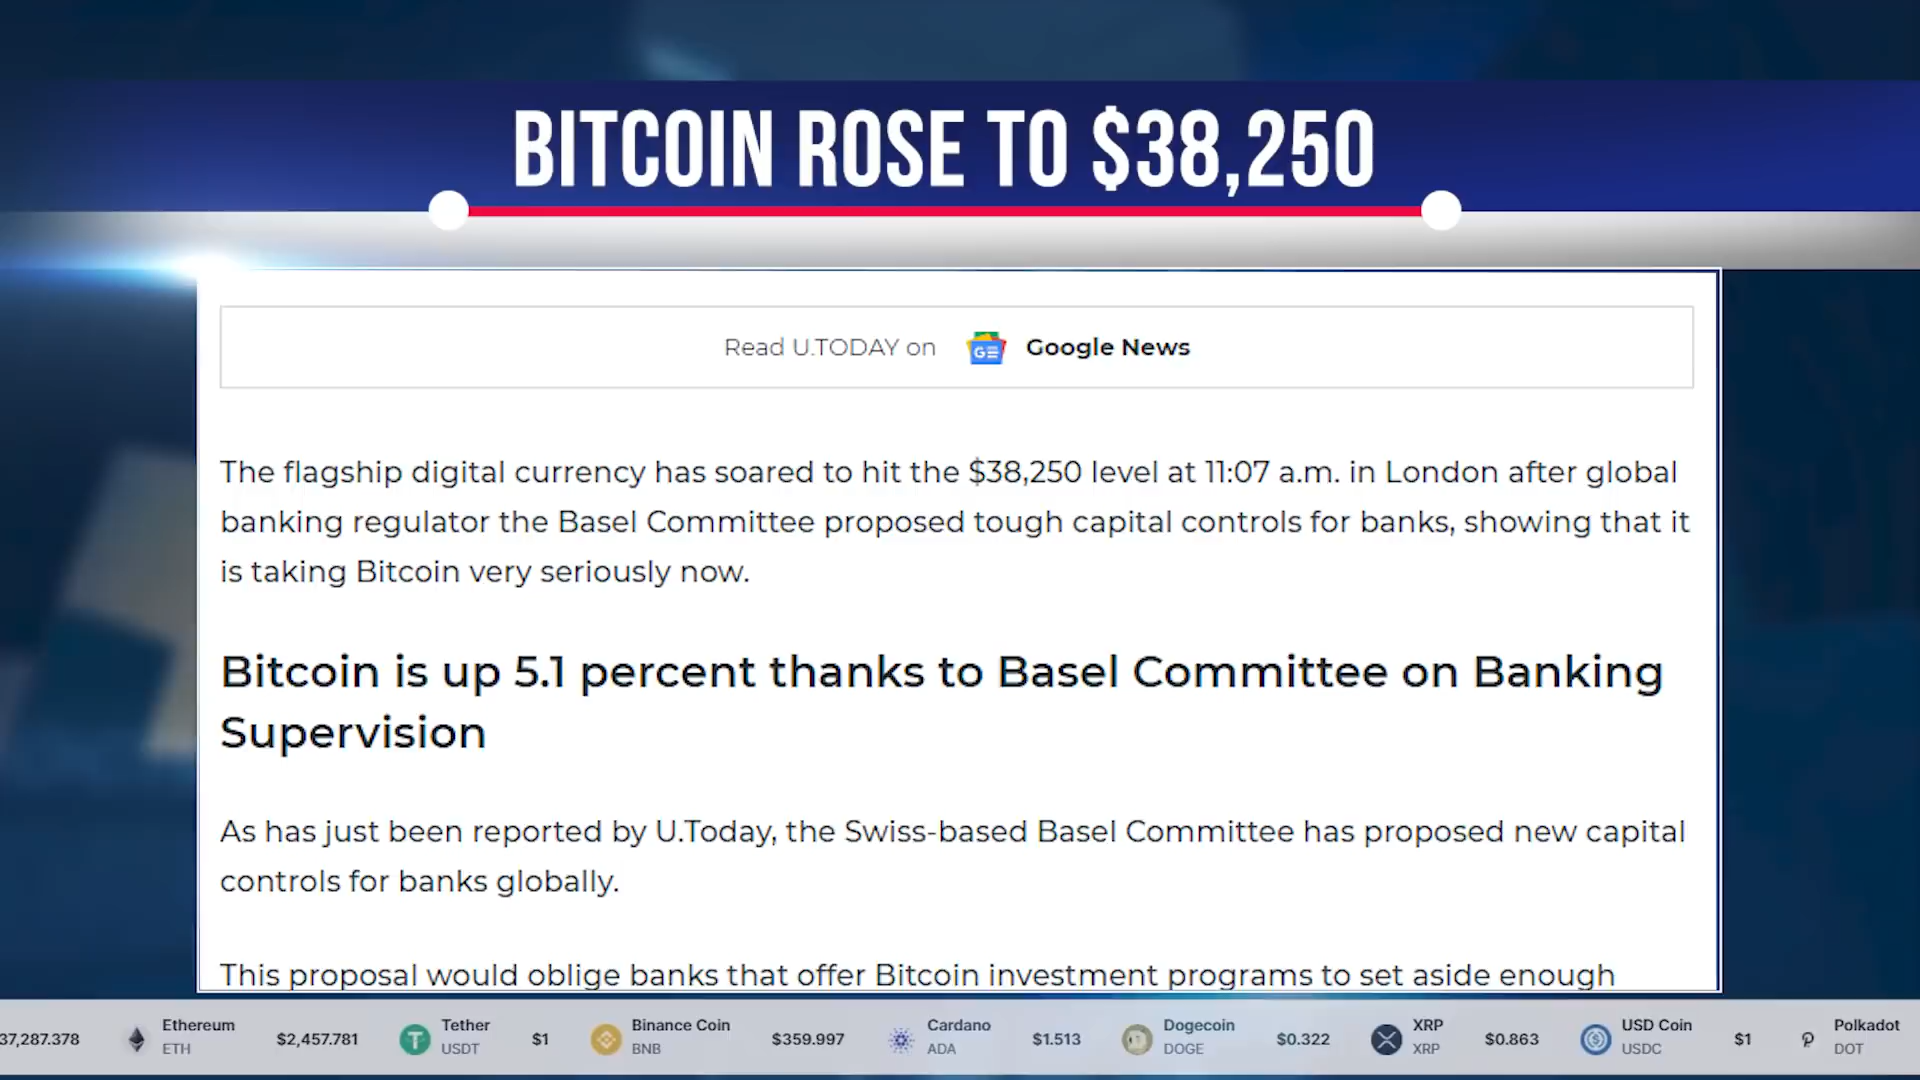 BITCOIN ROSE TO $38,250
Read U.TODAY on GE Google News
The flagship digital currency has soared to hit the $38,250 level at 11:07 a.m. in London after global
banking regulator the Basel Committee proposed tough capital controls for banks, showing that it
is taking Bitcoin very seriously now.
Bitcoin is up 5.1 percent thanks to Basel Committee on Banking
Supervision
As has just been reported by U.Today, the Swiss-based Basel Committee has proposed new capital
controls for banks globally.
This proposal would oblige banks that offer Bitcoin investment programs to set aside enough
37,287.378 Ethereum $2,457.781 Tether $1 Binance Coin $359.997 Cardano $1.513 Dogecoin $0.322 XRP $0.863 USD Coin $1 Polkadot
ETH USDT BNB ADA DOGE XRP USDC DOT